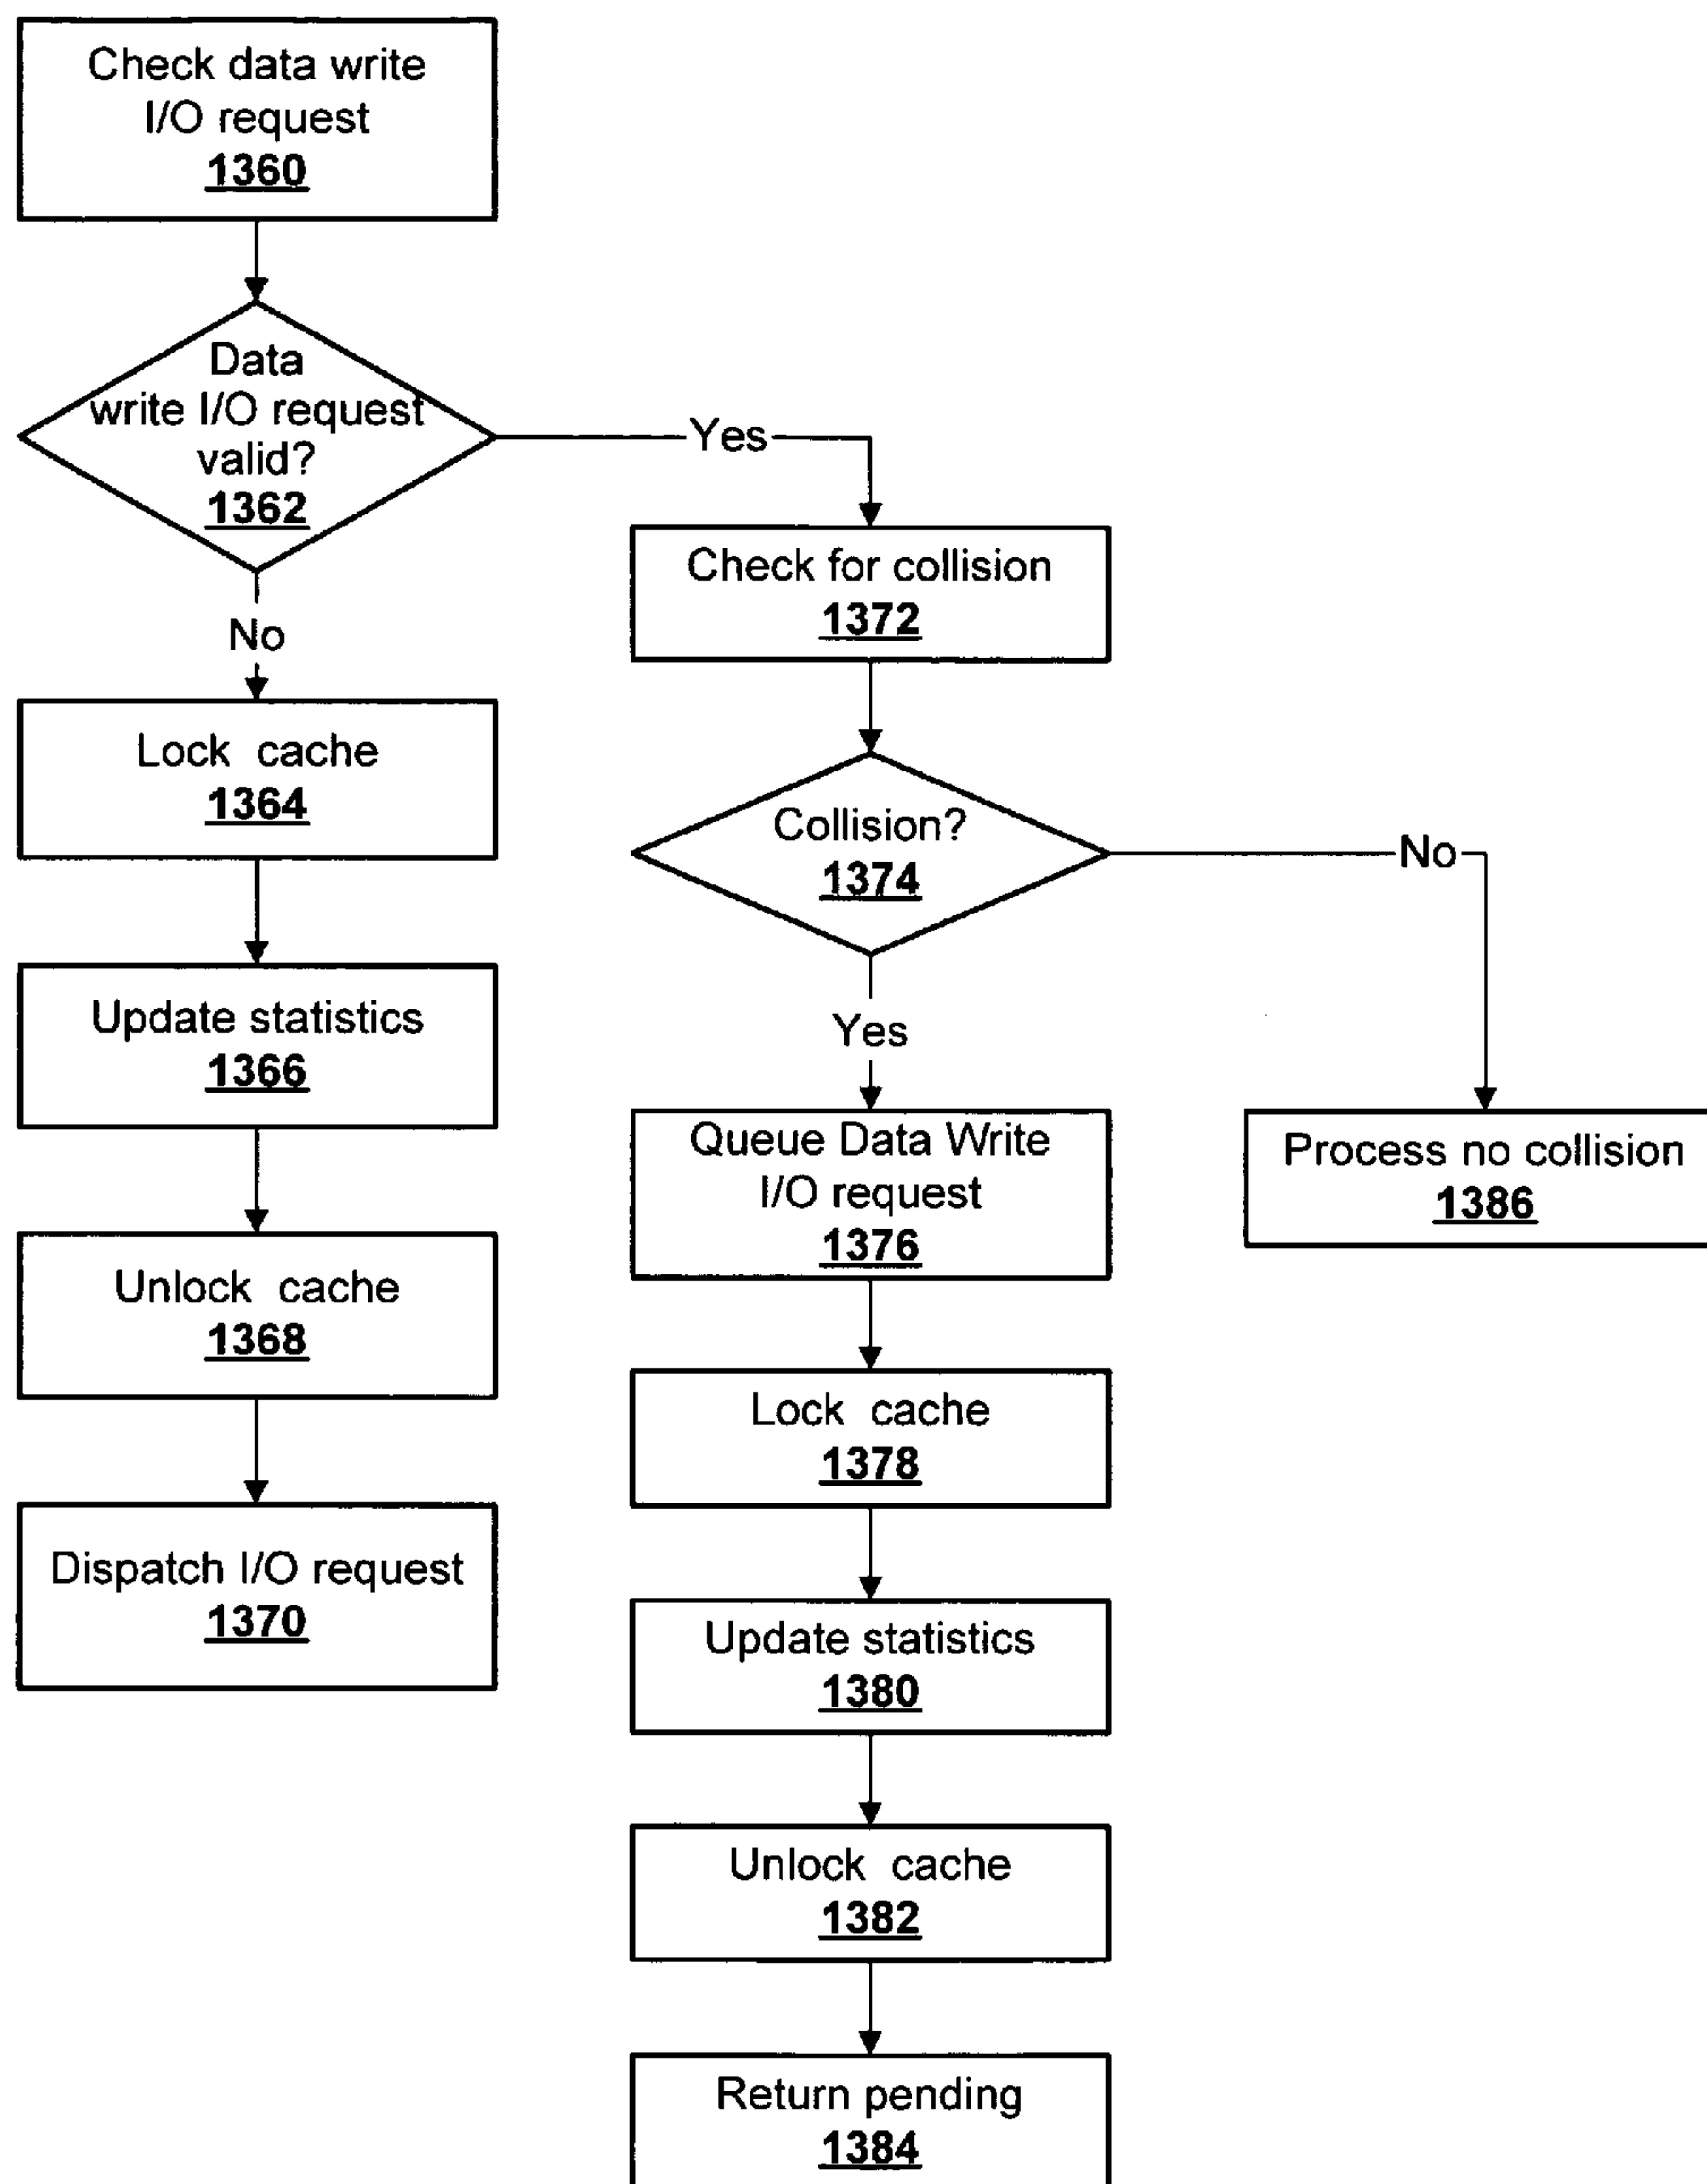 Check data write
I/O request
1360
Data
write I/O request
valid?
1362
Yes
No
Check for collision
1372
Lock cache
1364
Collision?
1374
No
Update statistics
1366
Yes
Queue Data Write
I/O request
1376
Process no collision
1386
Unlock cache
1368
Lock cache
1378
Dispatch I/O request
1370
Update statistics
1380
Unlock cache
1382
Return pending
1384